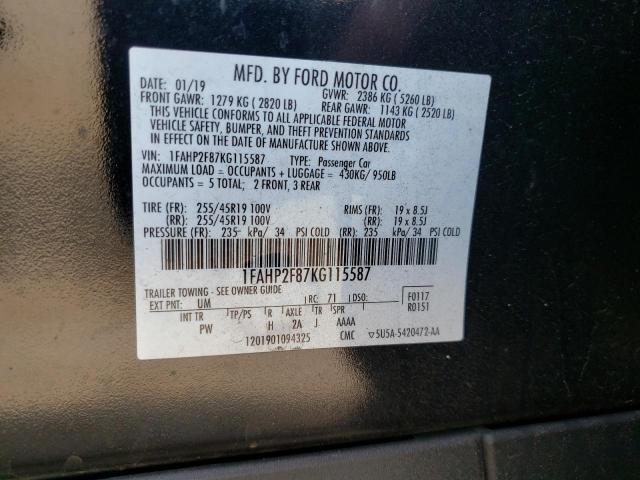 MFD. BY FORD MOTOR CO.
DATE: 01/19 GVWR: 2386 KG ( 5260 LB)
FRONT GAWR: 1279 KG ( 2820 LB) REAR GAWR: 1143 KG ( 2520 LB)
THIS VEHICLE CONFORMS TO ALL APPLICABLE FEDERAL MOTOR
VEHICLE SAFETY, BUMPER, AND THEFT PREVENTION STANDARDS
IN EFFECT ON THE DATE OF MANUFACTURE SHOWN ABOVE.
VIN: 1FAHP2F87KG115587 TYPE: Passenger Car
MAXIMUM LOAD = OCCUPANTS + LUGGAGE = 430KG/ 950LB
OCCUPANTS = 5 TOTAL; 2 FRONT, 3 REAR
TIRE (FR): 255/45R19 100V RIMS (FR): 19 x 8.5J
(RR): 255/45R19 100V (RR): 19 x 8.5J
PRESSURE (FR): 235 kPa/ 34 PSI COLD (RR): 235 kPa/ 34 PSI COLD
1FAHP2F87KG115587
TRAILER TOWING - SEE OWNER GUIDE
EXT PNT: UM RC: 71 DSO: F0117
R0151
INT TR TP/PS R AXLE TR SPR
PW H 2A J AAAA
1201901094325 CMC ▽5U5A-5420472-AA